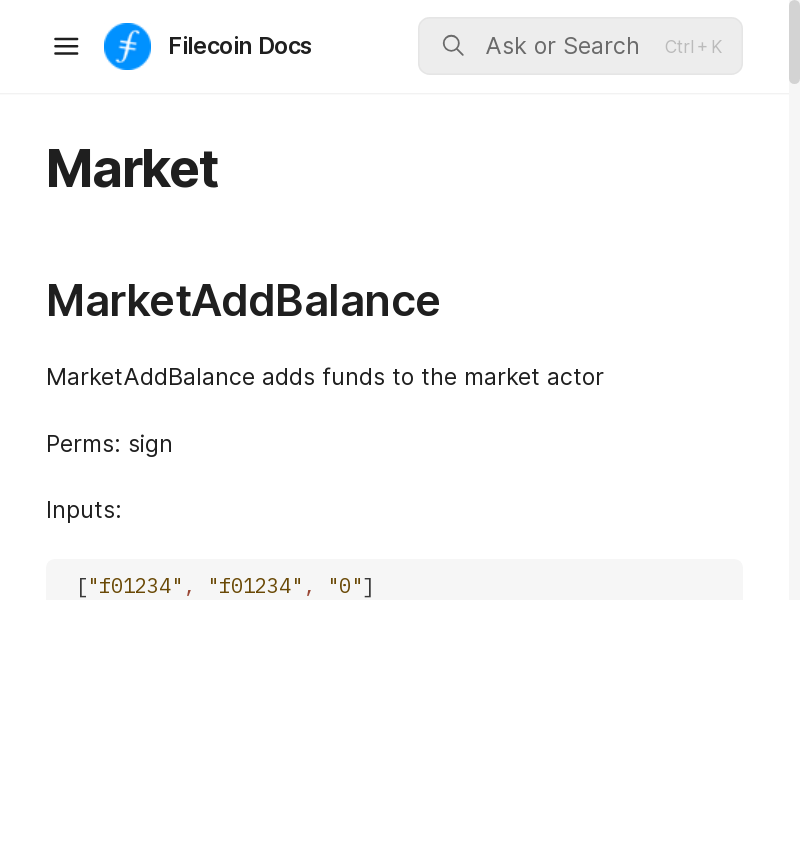 Filecoin Docs
Ask or Search
Ctrl + K
Market
MarketAddBalance
MarketAddBalance adds funds to the market actor
Perms: sign
Inputs:
["f01234", "f01234", "0"]